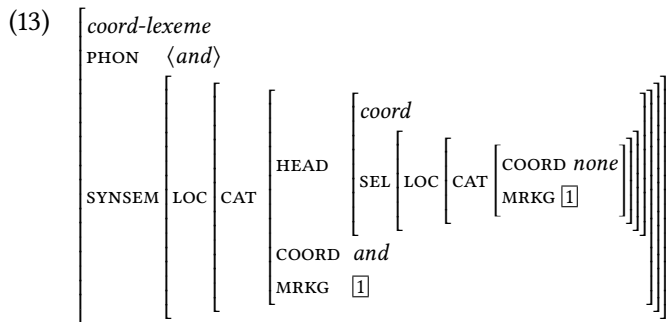 (13)
coord-lexeme
PHON ⟨and⟩
coord
COORD none
HEAD
SEL LOC CAT
SYNSEM LOC CAT
MRKG 1
COORD and
MRKG 1